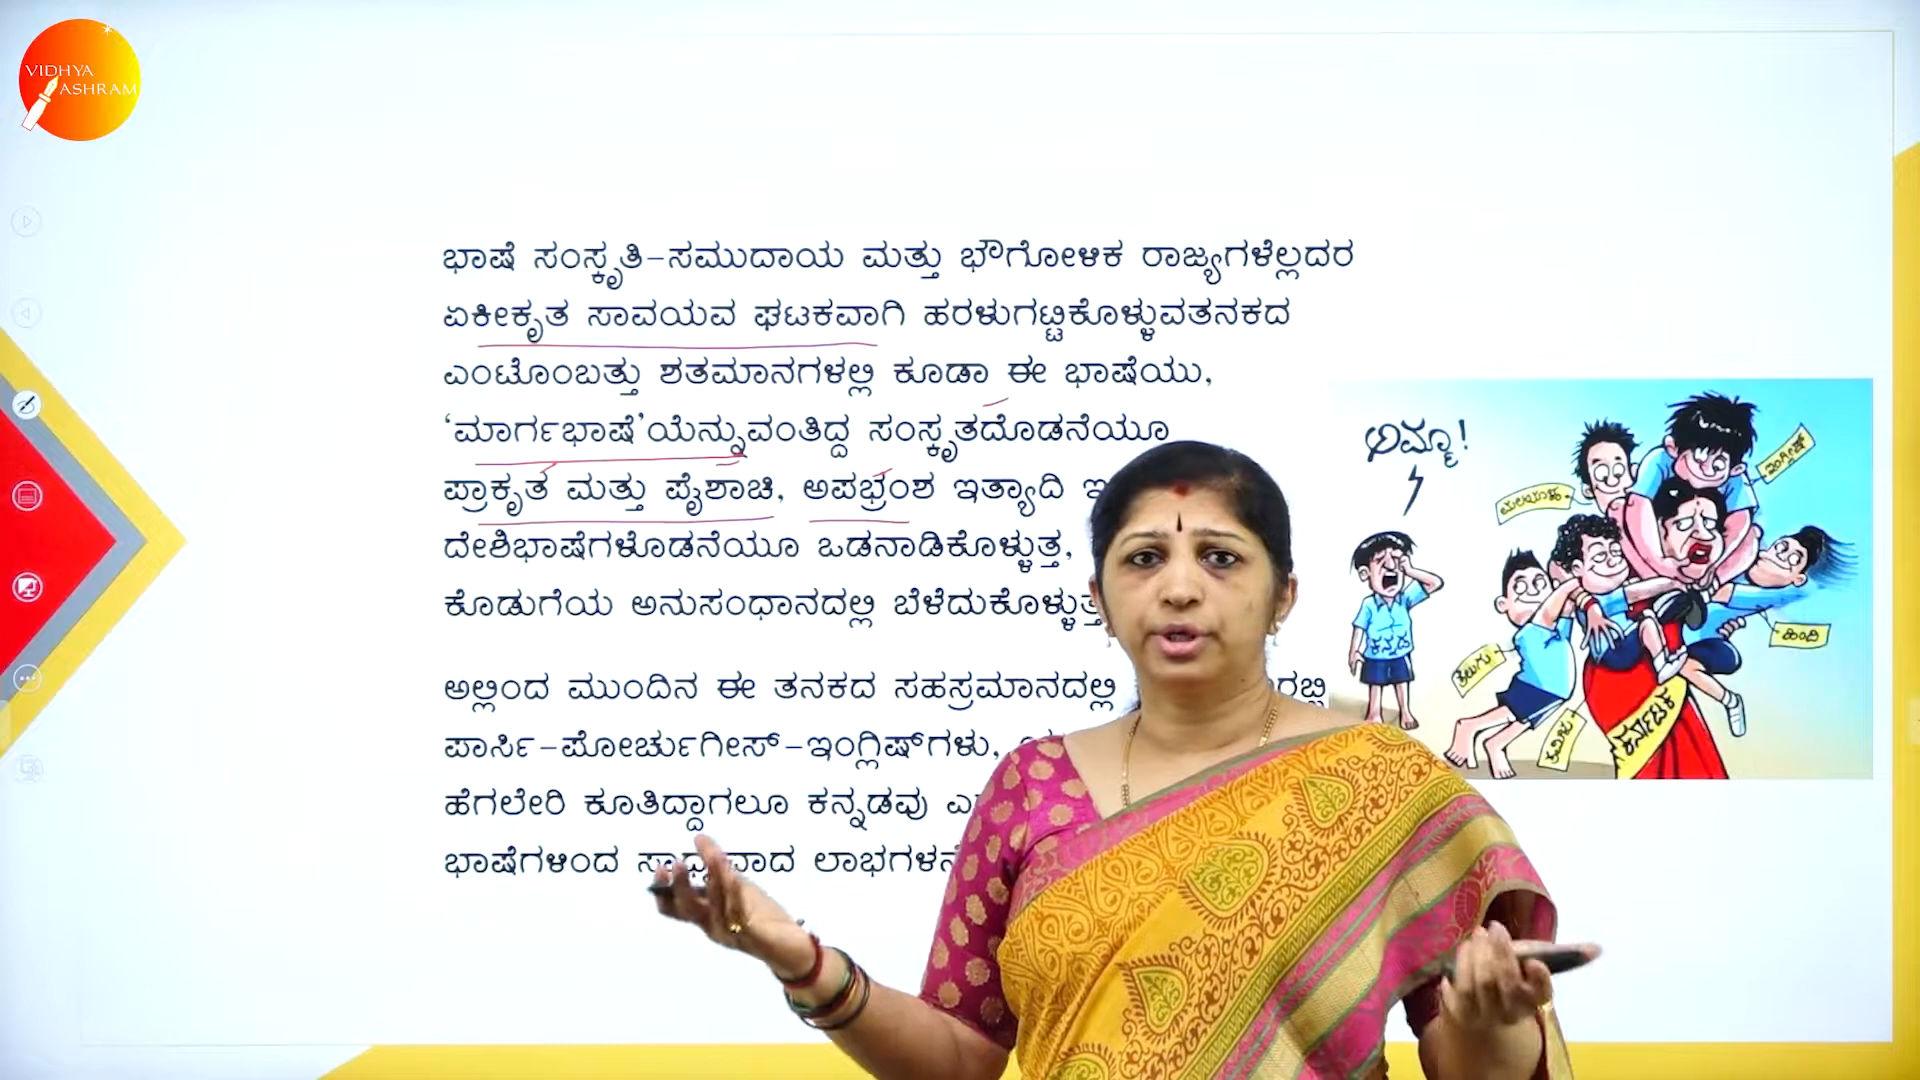 VIDHYA
ASHRAM
ಭಾಷೆ ಸಂಸ್ಕೃತಿ-ಸಮುದಾಯ ಮತ್ತು ಭೌಗೋಳಿಕ ರಾಜ್ಯಗಳೆಲ್ಲದರ
ಏಕೀಕೃತ ಸಾವಯವ ಘಟಕವಾಗಿ ಹರಳುಗಟ್ಟಿಕೊಳ್ಳುವತನಕದ
ಎಂಟೊಂಬತ್ತು ಶತಮಾನಗಳಲ್ಲಿ ಕೂಡಾ ಈ ಭಾಷೆಯು,
‘ಮಾರ್ಗಭಾಷೆ’ಯೆನ್ನುವಂತಿದ್ದ ಸಂಸ್ಕೃತದೊಡನೆಯೂ
ಪ್ರಾಕೃತ ಮತ್ತು ಪೈಶಾಚಿ, ಅಪಭ್ರಂಶ ಇತ್ಯಾದಿ
ದೇಶಿಭಾಷೆಗಳೊಡನೆಯೂ ಒಡನಾಡಿಕೊಳ್ಳುತ್ತ,
ಕೊಡುಗೆಯ ಅನುಸಂಧಾನದಲ್ಲಿ ಬೆಳೆದುಕೊಳ್ಳುತ್ತ
ಅಲ್ಲಿಂದ ಮುಂದಿನ ಈ ತನಕದ ಸಹಸ್ರಮಾನದಲ್ಲಿ
ಪಾರ್ಸಿ-ಪೋರ್ಚುಗೀಸ್-ಇಂಗ್ಲಿಷ್‌ಗಳು,
ಹೆಗಲೇರಿ ಕೂತಿದ್ದಾಗಲೂ ಕನ್ನಡವು
ಭಾಷೆಗಳಿಂದ ಲಾಭಗಳನ
ಅಮ್ಮಾ!
ಇಂಗ್ಲೀಷ್
ಮಲಯಾಳಂ
ಕನ್ನಡ
ಹಿಂದಿ
ತೆಲುಗು
ತಮಿಳು
ಕರ್ನಾಟಕ